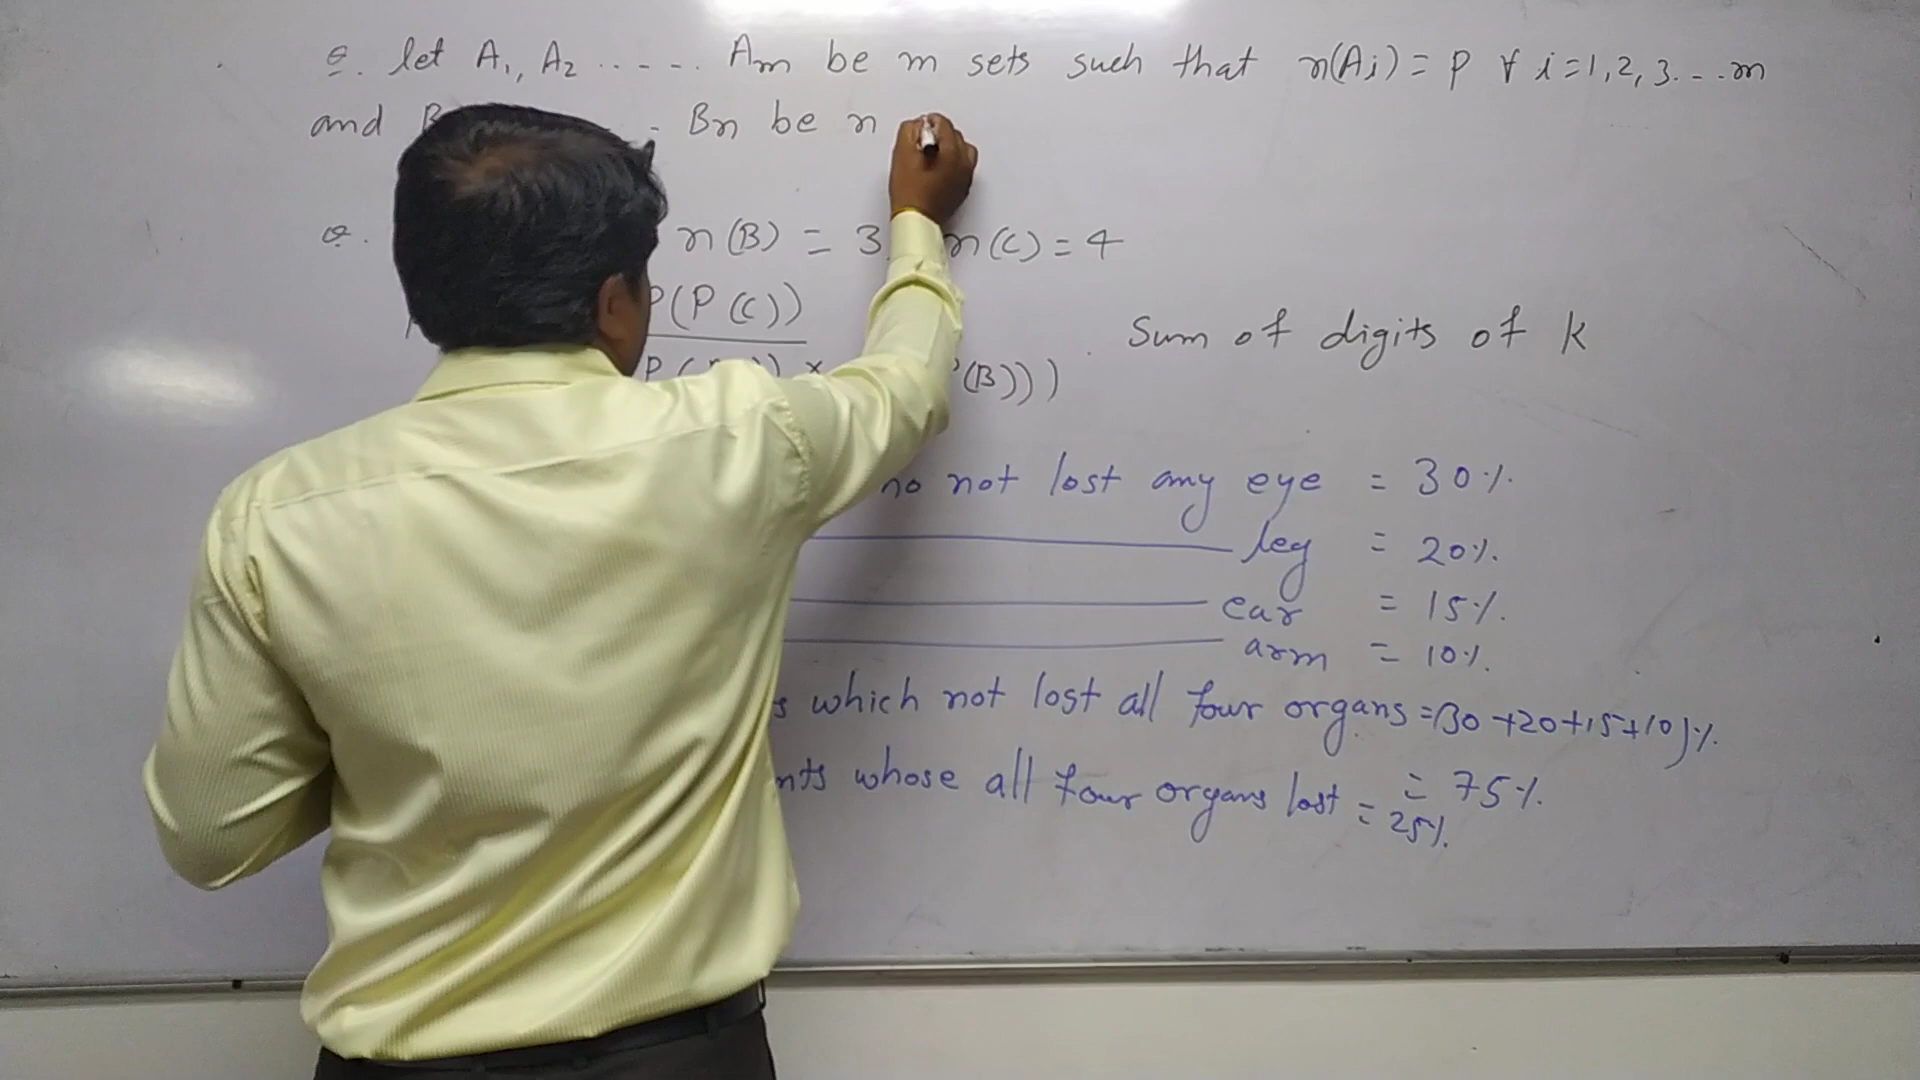 Q. let A1, A2 ..... Am be m sets such that n(Ai) = p ∀ i=1,2,3...m
and B - Bn be n
Q. n(B) = 3, n(C) = 4
P(P(C))
P( × (B)))
Sum of digits of k
not lost any eye = 30%.
leg = 20%.
ear = 15%.
arm = 10%.
which not lost all four organs = (30+20+15+10)%.
= 75%.
whose all four organs lost = 25%.